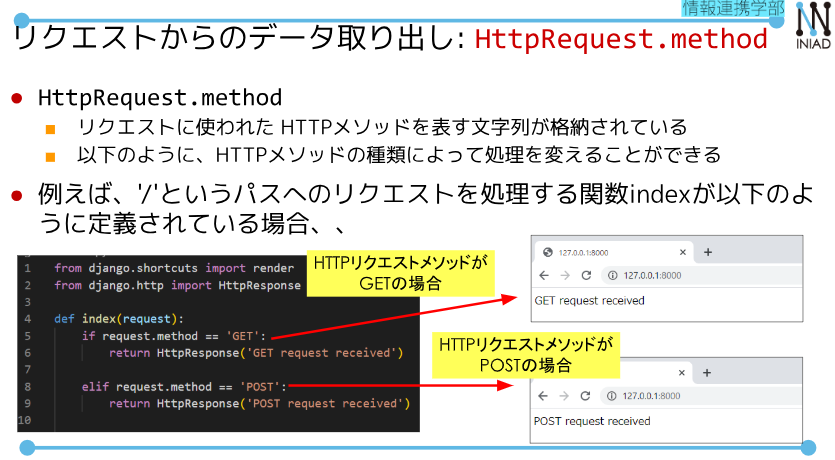 情報連携学部
INIAD
リクエストからのデータ取り出し: HttpRequest.method
● HttpRequest.method
■ リクエストに使われた HTTPメソッドを表す文字列が格納されている
■ 以下のように、HTTPメソッドの種類によって処理を変えることができる
● 例えば、'/'というパスへのリクエストを処理する関数indexが以下のよ
うに定義されている場合、、
1 from django.shortcuts import render
2 from django.http import HttpResponse
3
4 def index(request):
5 if request.method == 'GET':
6 return HttpResponse('GET request received')
7
8 elif request.method == 'POST':
9 return HttpResponse('POST request received')
10
HTTPリクエストメソッドが
GETの場合
127.0.0.1:8000
127.0.0.1:8000
GET request received
HTTPリクエストメソッドが
POSTの場合
127.0.0.1:8000
POST request received